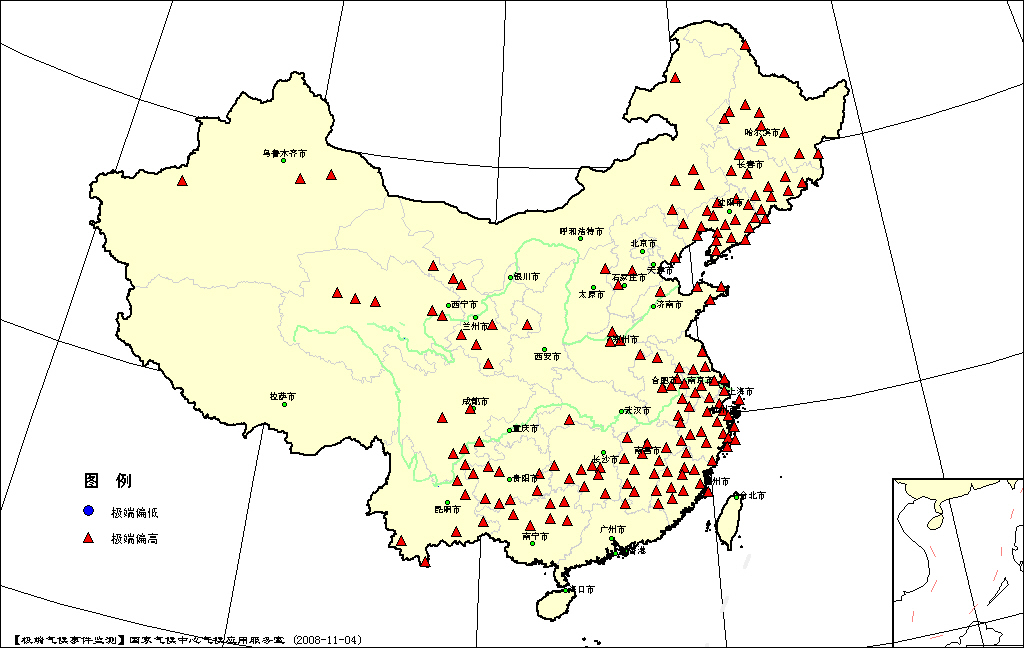 哈尔滨市
乌鲁木齐市
长春市
沈阳市
呼和浩特市
北京市
天津市
银川市
石家庄市
太原市
西宁市
济南市
兰州市
郑州市
西安市
合肥市
南京市
上海市
拉萨市
成都市
武汉市
杭州市
重庆市
南昌市
长沙市
图 例
贵阳市
州市
台北市
极端偏低
昆明市
广州市
极端偏高
南宁市
香港
海口市
【极端气候事件监测】国家气候中心气候应用服务室 (2008-11-04)